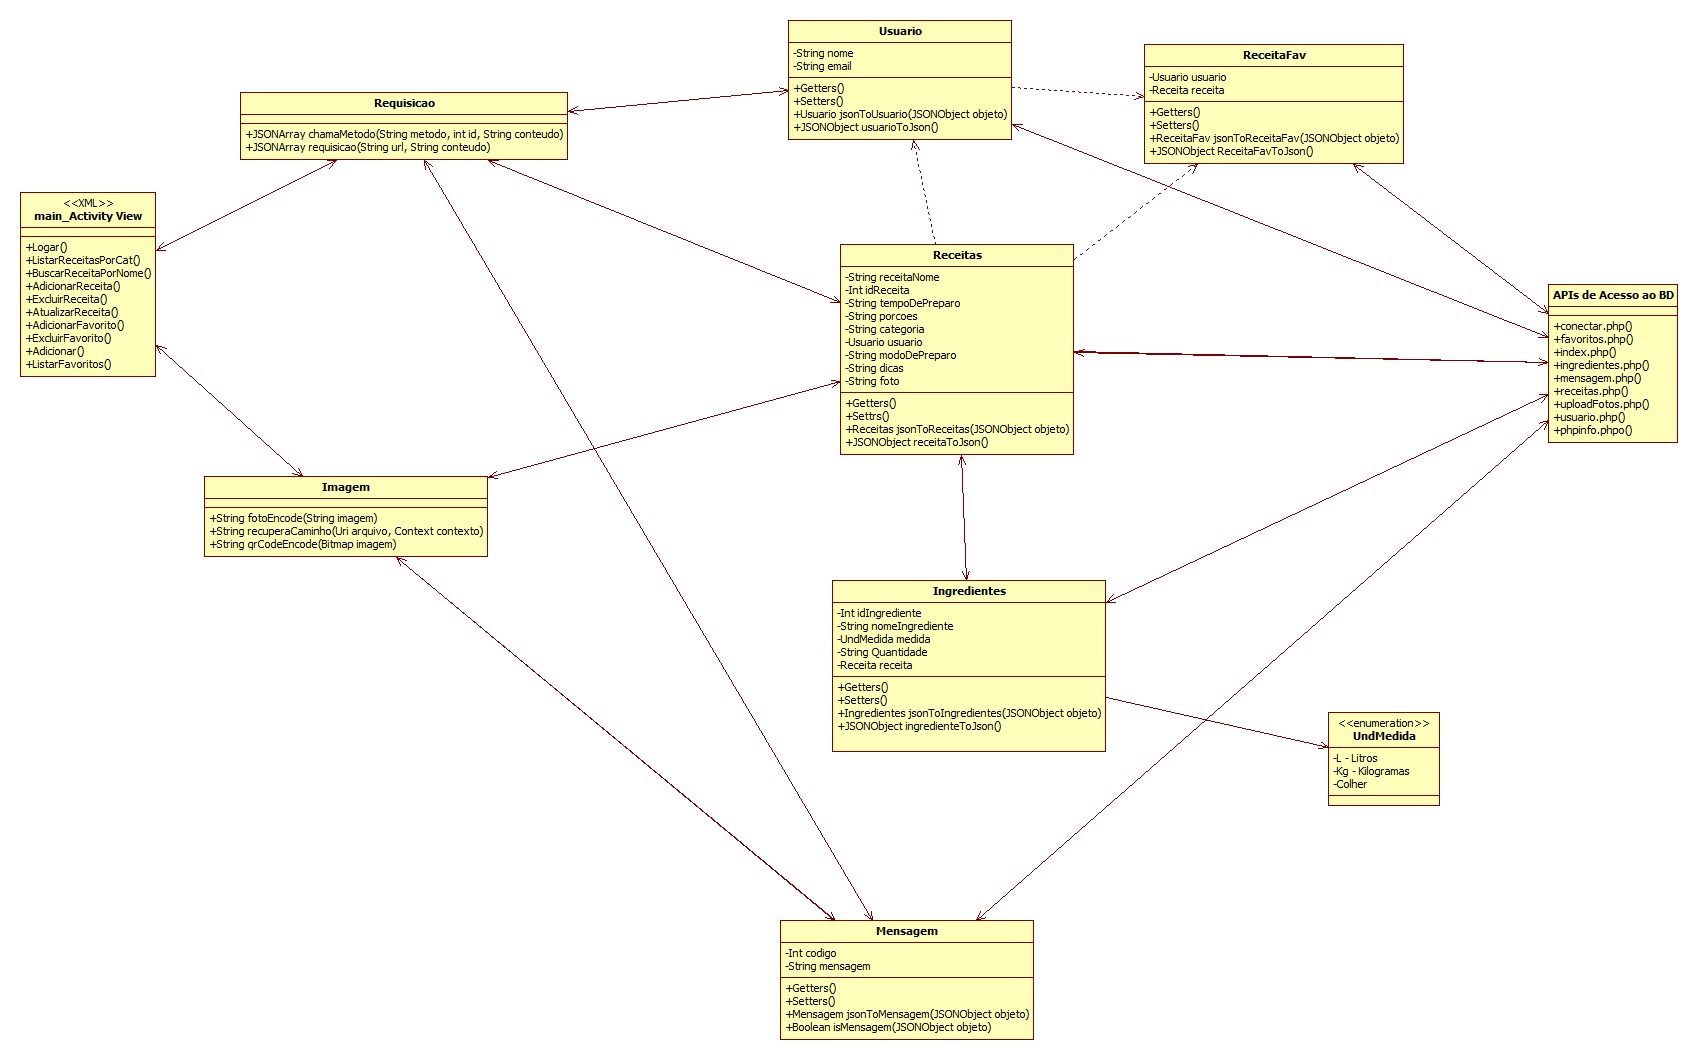 Usuario
-String nome
-String email
+Getters()
+Setters()
+Usuario jsonToUsuario(JSONObject objeto)
+JSONObject usuarioToJson()
ReceitaFav
-Usuario usuario
-Receita receita
+Getters()
+Setters()
+ReceitaFav jsonToReceitaFav(JSONObject objeto)
+JSONObject ReceitaFavToJson()
Requisicao
+JSONArray chamaMetodo(String metodo, int id, String conteudo)
+JSONArray requisicao(String url, String conteudo)
<<XML>>
main_Activity View
+Logar()
+ListarReceitasPorCat()
+BuscarReceitaPorNome()
+AdicionarReceita()
+ExcluirReceita()
+AtualizarReceita()
+AdicionarFavorito()
+ExcluirFavorito()
+Adicionar()
+ListarFavoritos()
Receitas
-String receitaNome
-Int idReceita
-String tempoDePreparo
-String porcoes
-String categoria
-Usuario usuario
-String modoDePreparo
-String dicas
-String foto
+Getters()
+Settrs()
+Receitas jsonToReceitas(JSONObject objeto)
+JSONObject receitaToJson()
APIs de Acesso ao BD
+conectar.php()
+favoritos.php()
+index.php()
+ingredientes.php()
+mensagem.php()
+receitas.php()
+uploadFotos.php()
+usuario.php()
+phpinfo.phpo()
Imagem
+String fotoEncode(String imagem)
+String recuperaCaminho(Uri arquivo, Context contexto)
+String qrCodeEncode(Bitmap imagem)
Ingredientes
-Int idIngrediente
-String nomeIngrediente
-UndMedida medida
-String Quantidade
-Receita receita
+Getters()
+Setters()
+Ingredientes jsonToIngredientes(JSONObject objeto)
+JSONObject ingredienteToJson()
<<enumeration>>
UndMedida
-L - Litros
-Kg - Kilogramas
-Colher
Mensagem
-Int codigo
-String mensagem
+Getters()
+Setters()
+Mensagem jsonToMensagem(JSONObject objeto)
+Boolean isMensagem(JSONObject objeto)